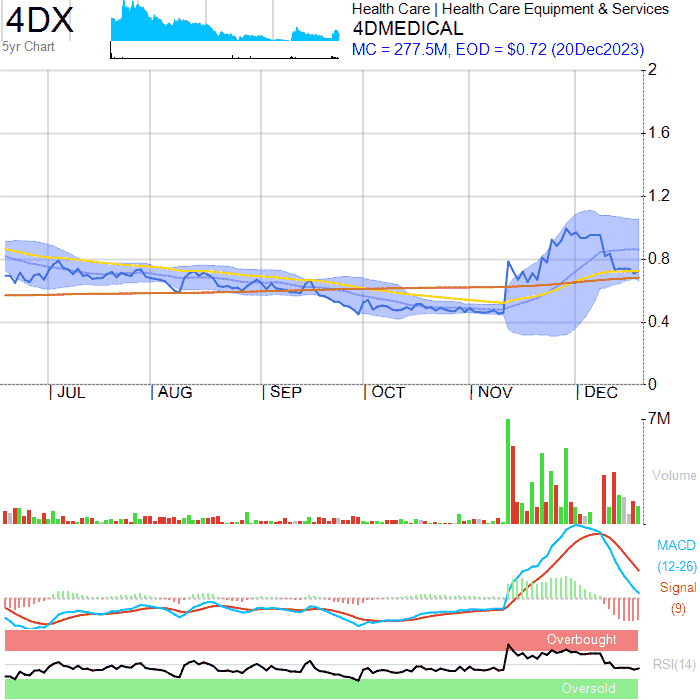 4DX
5yr Chart
Health Care | Health Care Equipment & Services
4DMEDICAL
MC = 277.5M, EOD = $0.72 (20Dec2023)
2
1.6
1.2
0.8
0.4
0
JUL AUG SEP OCT NOV DEC
7M
Volume
MACD
(12-26)
Signal
(9)
Overbought
RSI(14)
Oversold